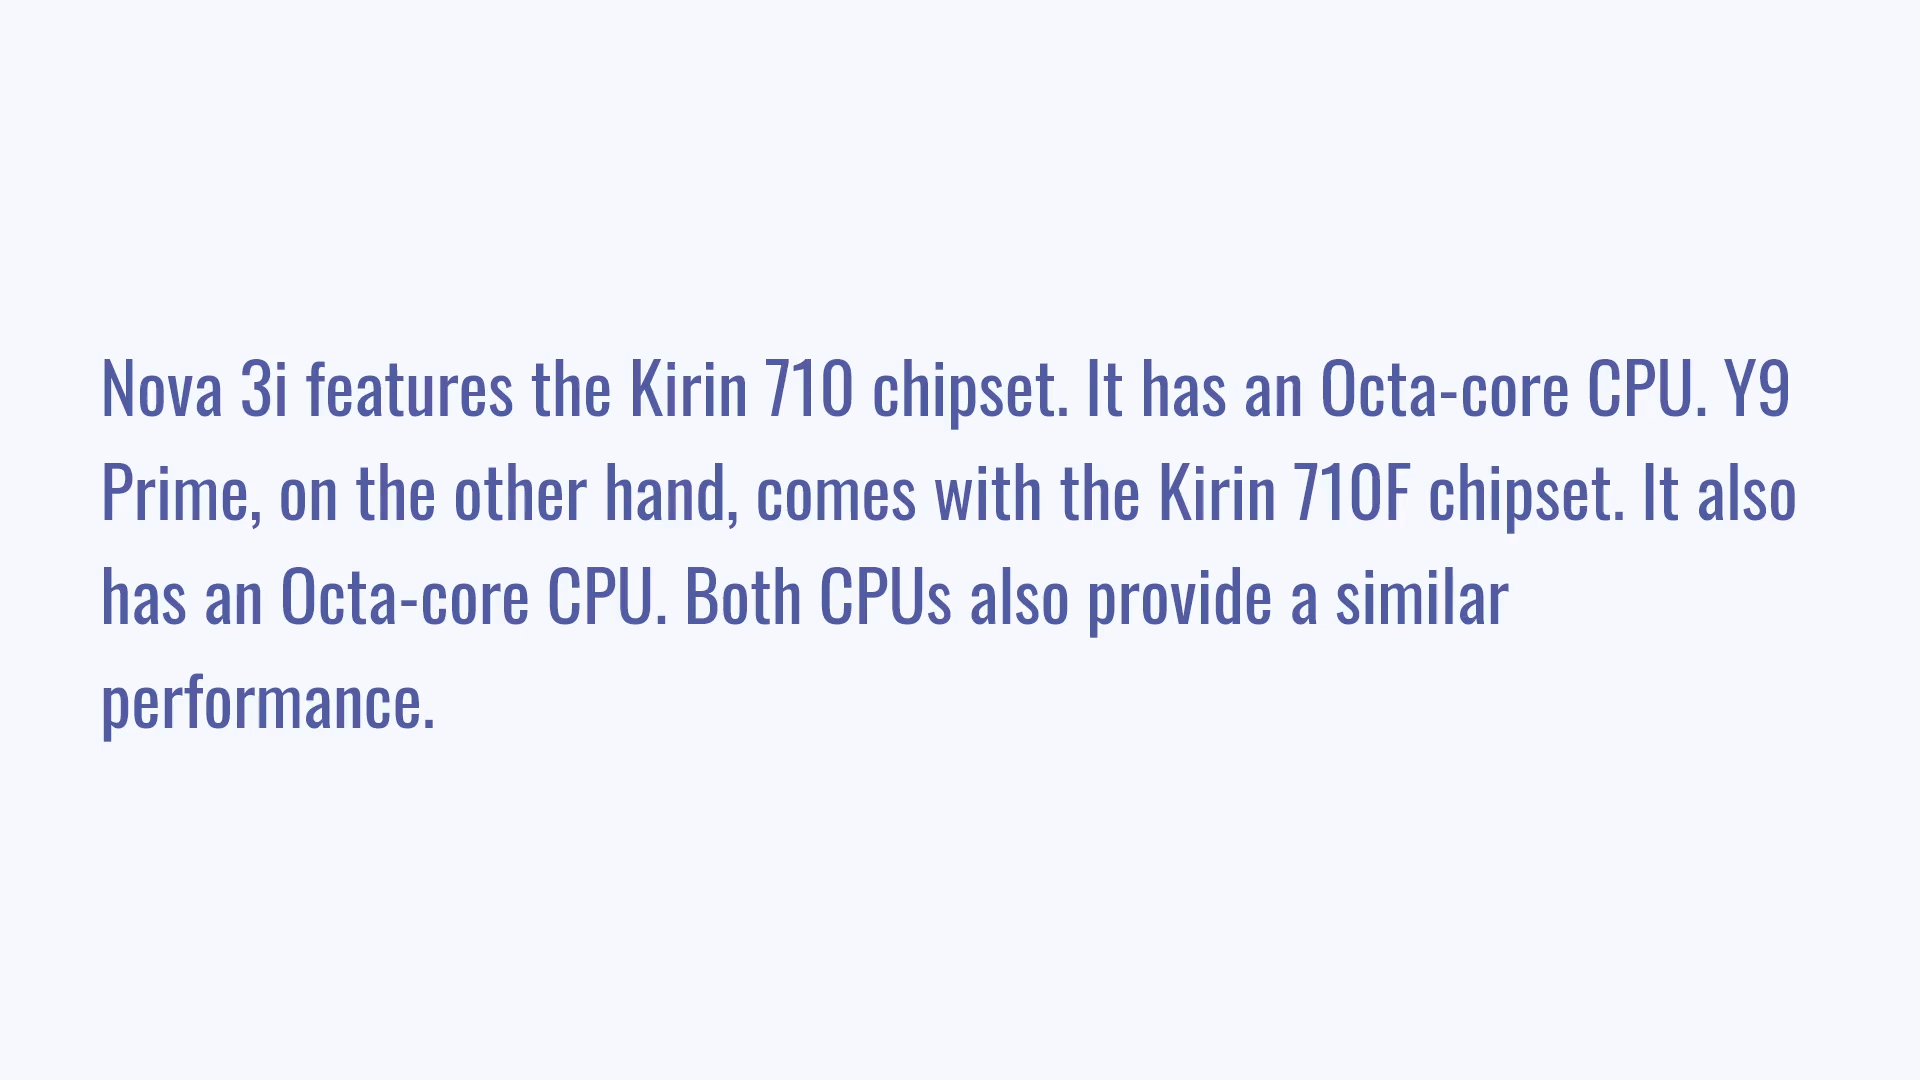 Nova 3i features the Kirin 710 chipset. It has an Octa-core CPU. Y9
Prime, on the other hand, comes with the Kirin 710F chipset. It also
has an Octa-core CPU. Both CPUs also provide a similar
performance.